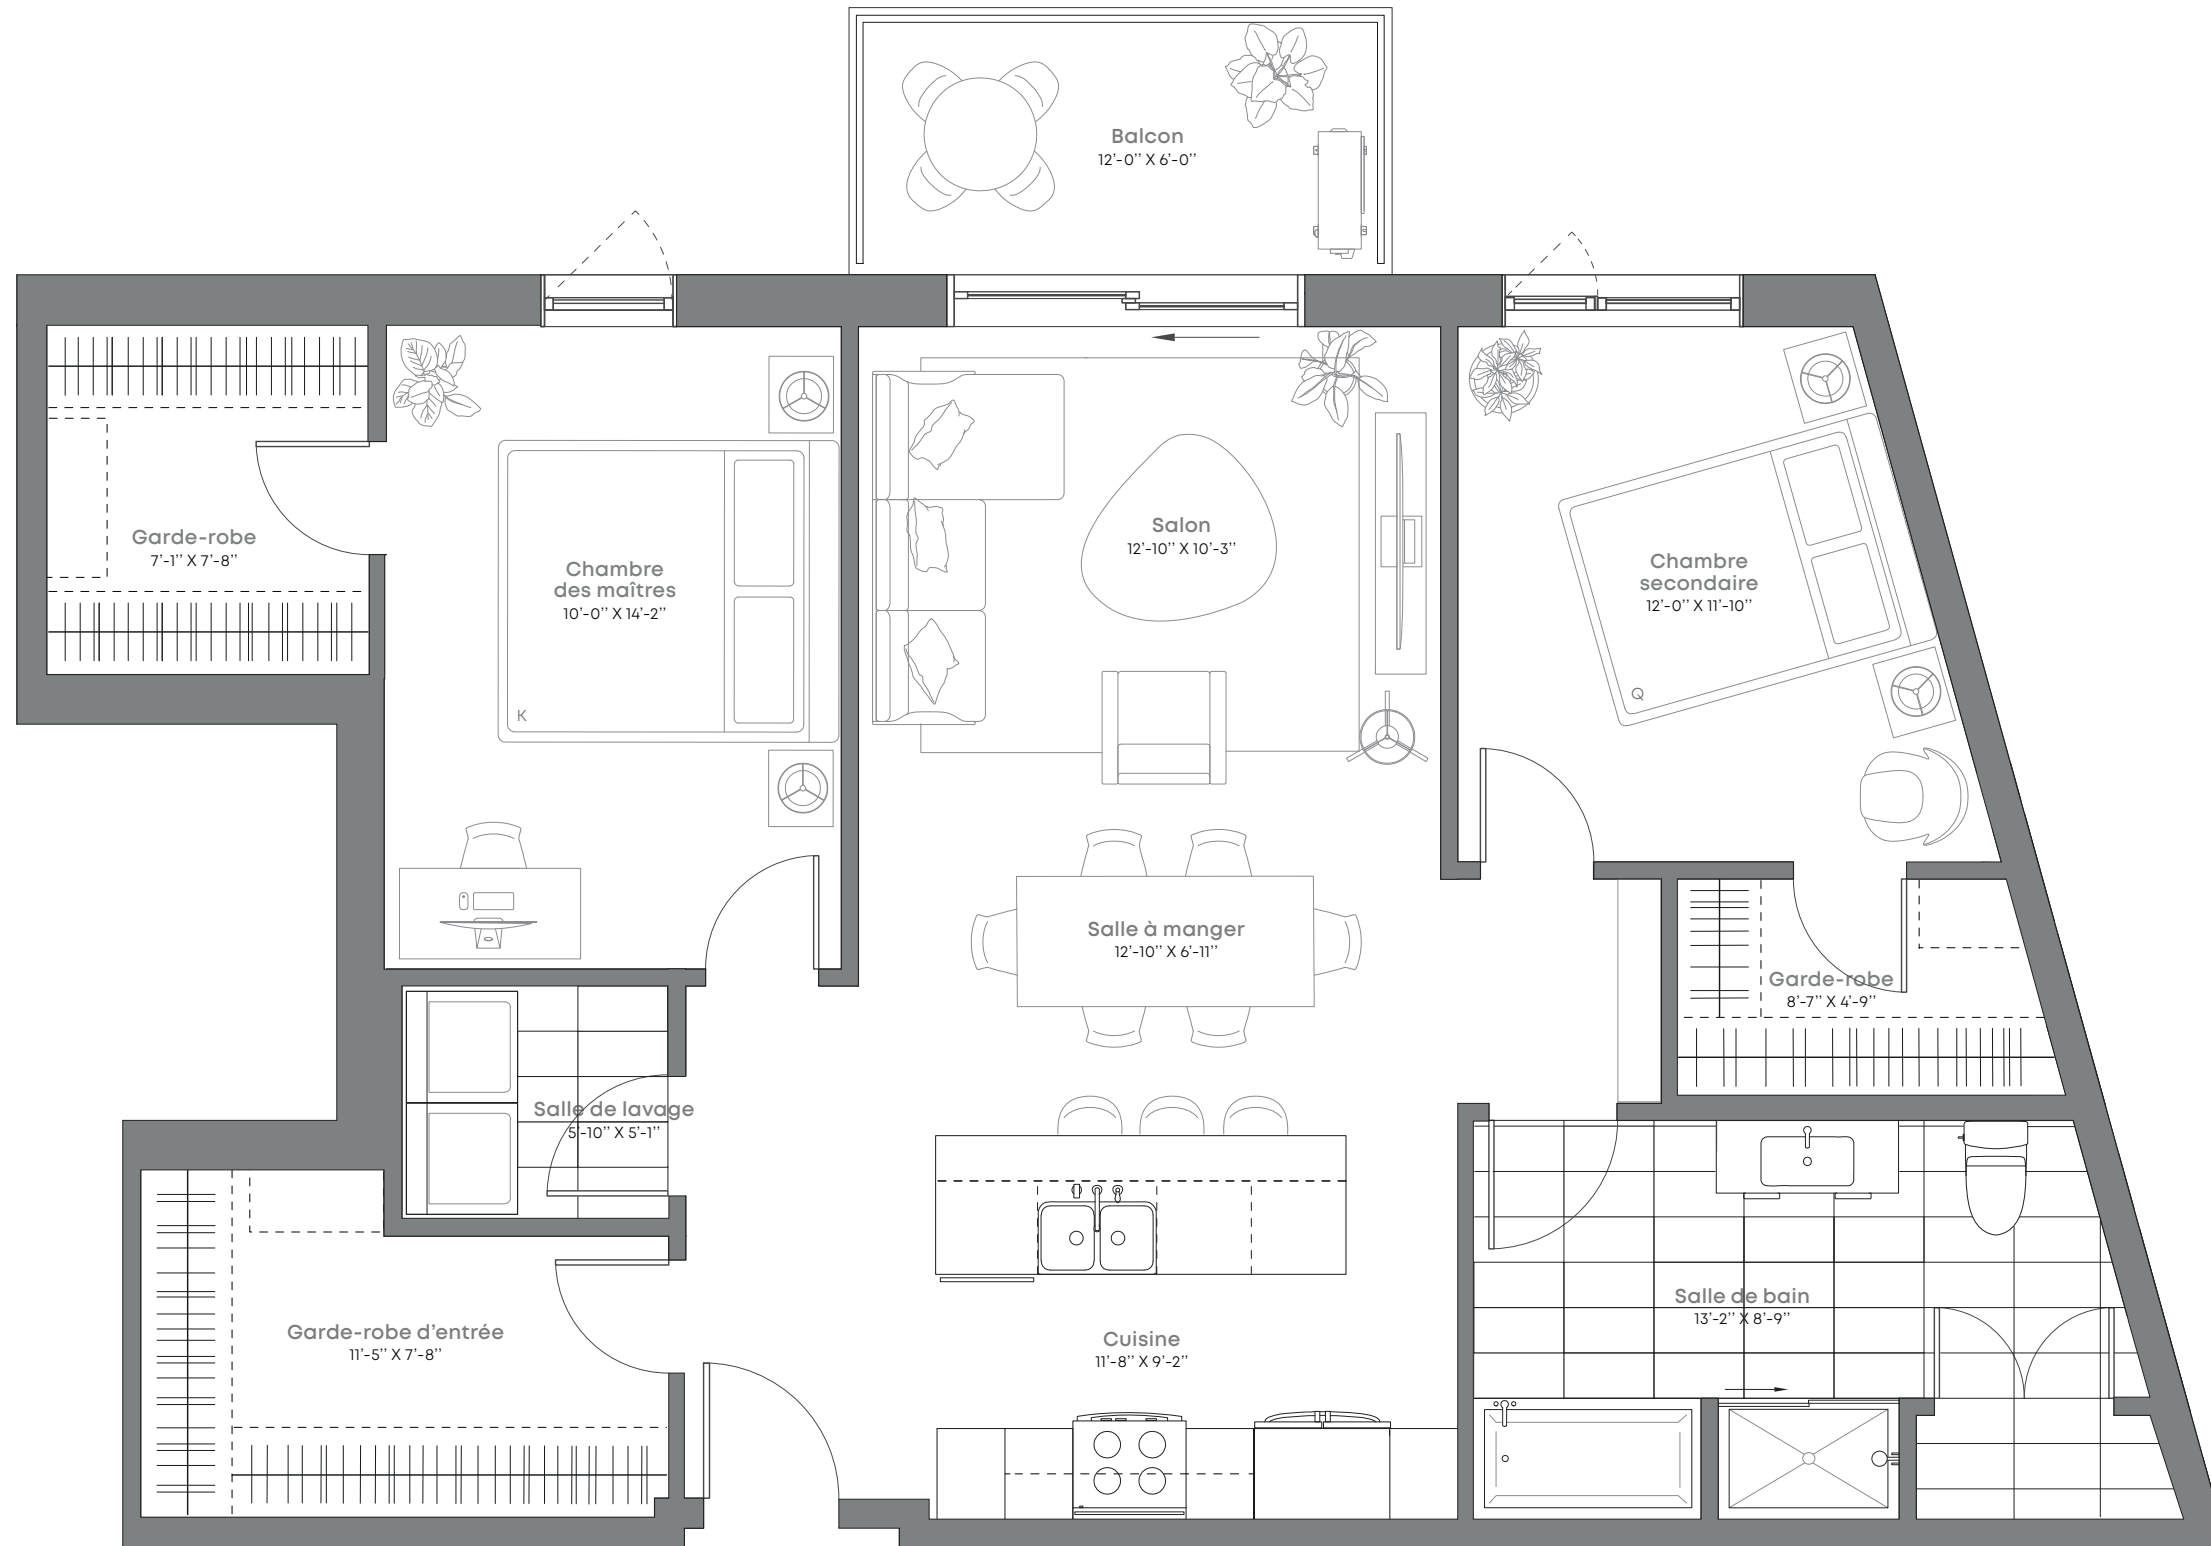 Balcon
12'-0'' X 6'-0''
Garde-robe
7'-1'' X 7'-8''
Chambre
des maîtres
10'-0'' X 14'-2''
K
Salon
12'-10'' X 10'-3''
Chambre
secondaire
12'-0'' X 11'-10''
Q
Salle à manger
12'-10'' X 6'-11''
Garde-robe
8'-7'' X 4'-9''
Salle de lavage
5'-10'' X 5'-1''
Garde-robe d'entrée
11'-5'' X 7'-8''
Cuisine
11'-8'' X 9'-2''
Salle de bain
13'-2'' X 8'-9''